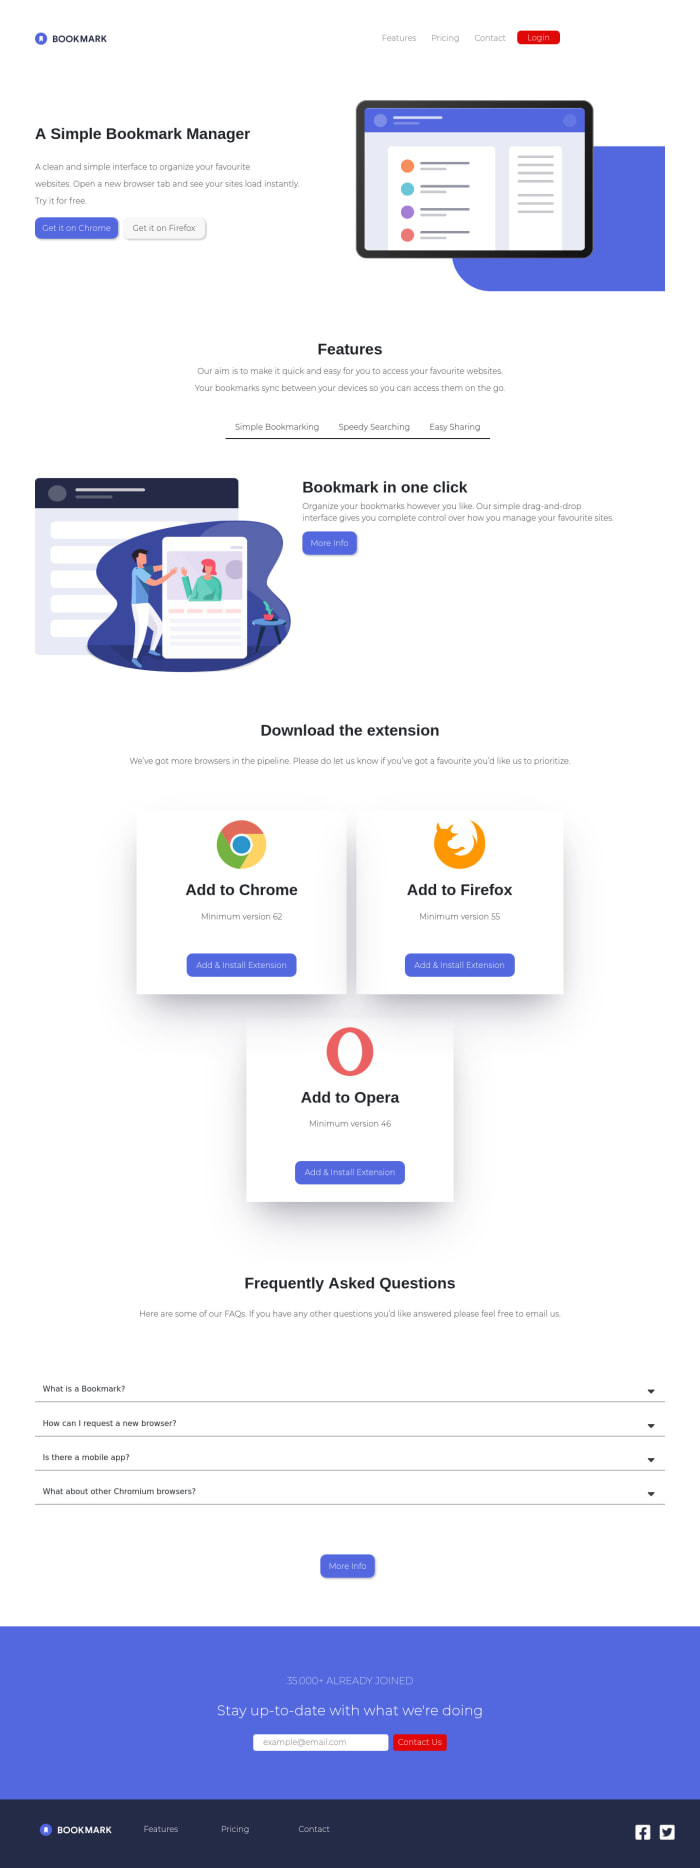 BOOKMARK
Features Pricing Contact Login
A Simple Bookmark Manager
A clean and simple interface to organize your favourite
websites. Open a new browser tab and see your sites load instantly.
Try it for free.
Get it on Chrome Get it on Firefox
Features
Our aim is to make it quick and easy for you to access your favourite websites.
Your bookmarks sync between your devices so you can access them on the go.
Simple Bookmarking Speedy Searching Easy Sharing
Bookmark in one click
Organize your bookmarks however you like. Our simple drag-and-drop
interface gives you complete control over how you manage your favourite sites.
More Info
Download the extension
We've got more browsers in the pipeline. Please do let us know if you've got a favourite you'd like us to prioritize.
Add to Chrome
Minimum version 62
Add & Install Extension
Add to Firefox
Minimum version 55
Add & Install Extension
Add to Opera
Minimum version 46
Add & Install Extension
Frequently Asked Questions
Here are some of our FAQs. If you have any other questions you'd like answered please feel free to email us.
What is a Bookmark?
How can I request a new browser?
Is there a mobile app?
What about other Chromium browsers?
More Info
35.000+ ALREADY JOINED
Stay up-to-date with what we're doing
example@email.com Contact Us
BOOKMARK Features Pricing Contact